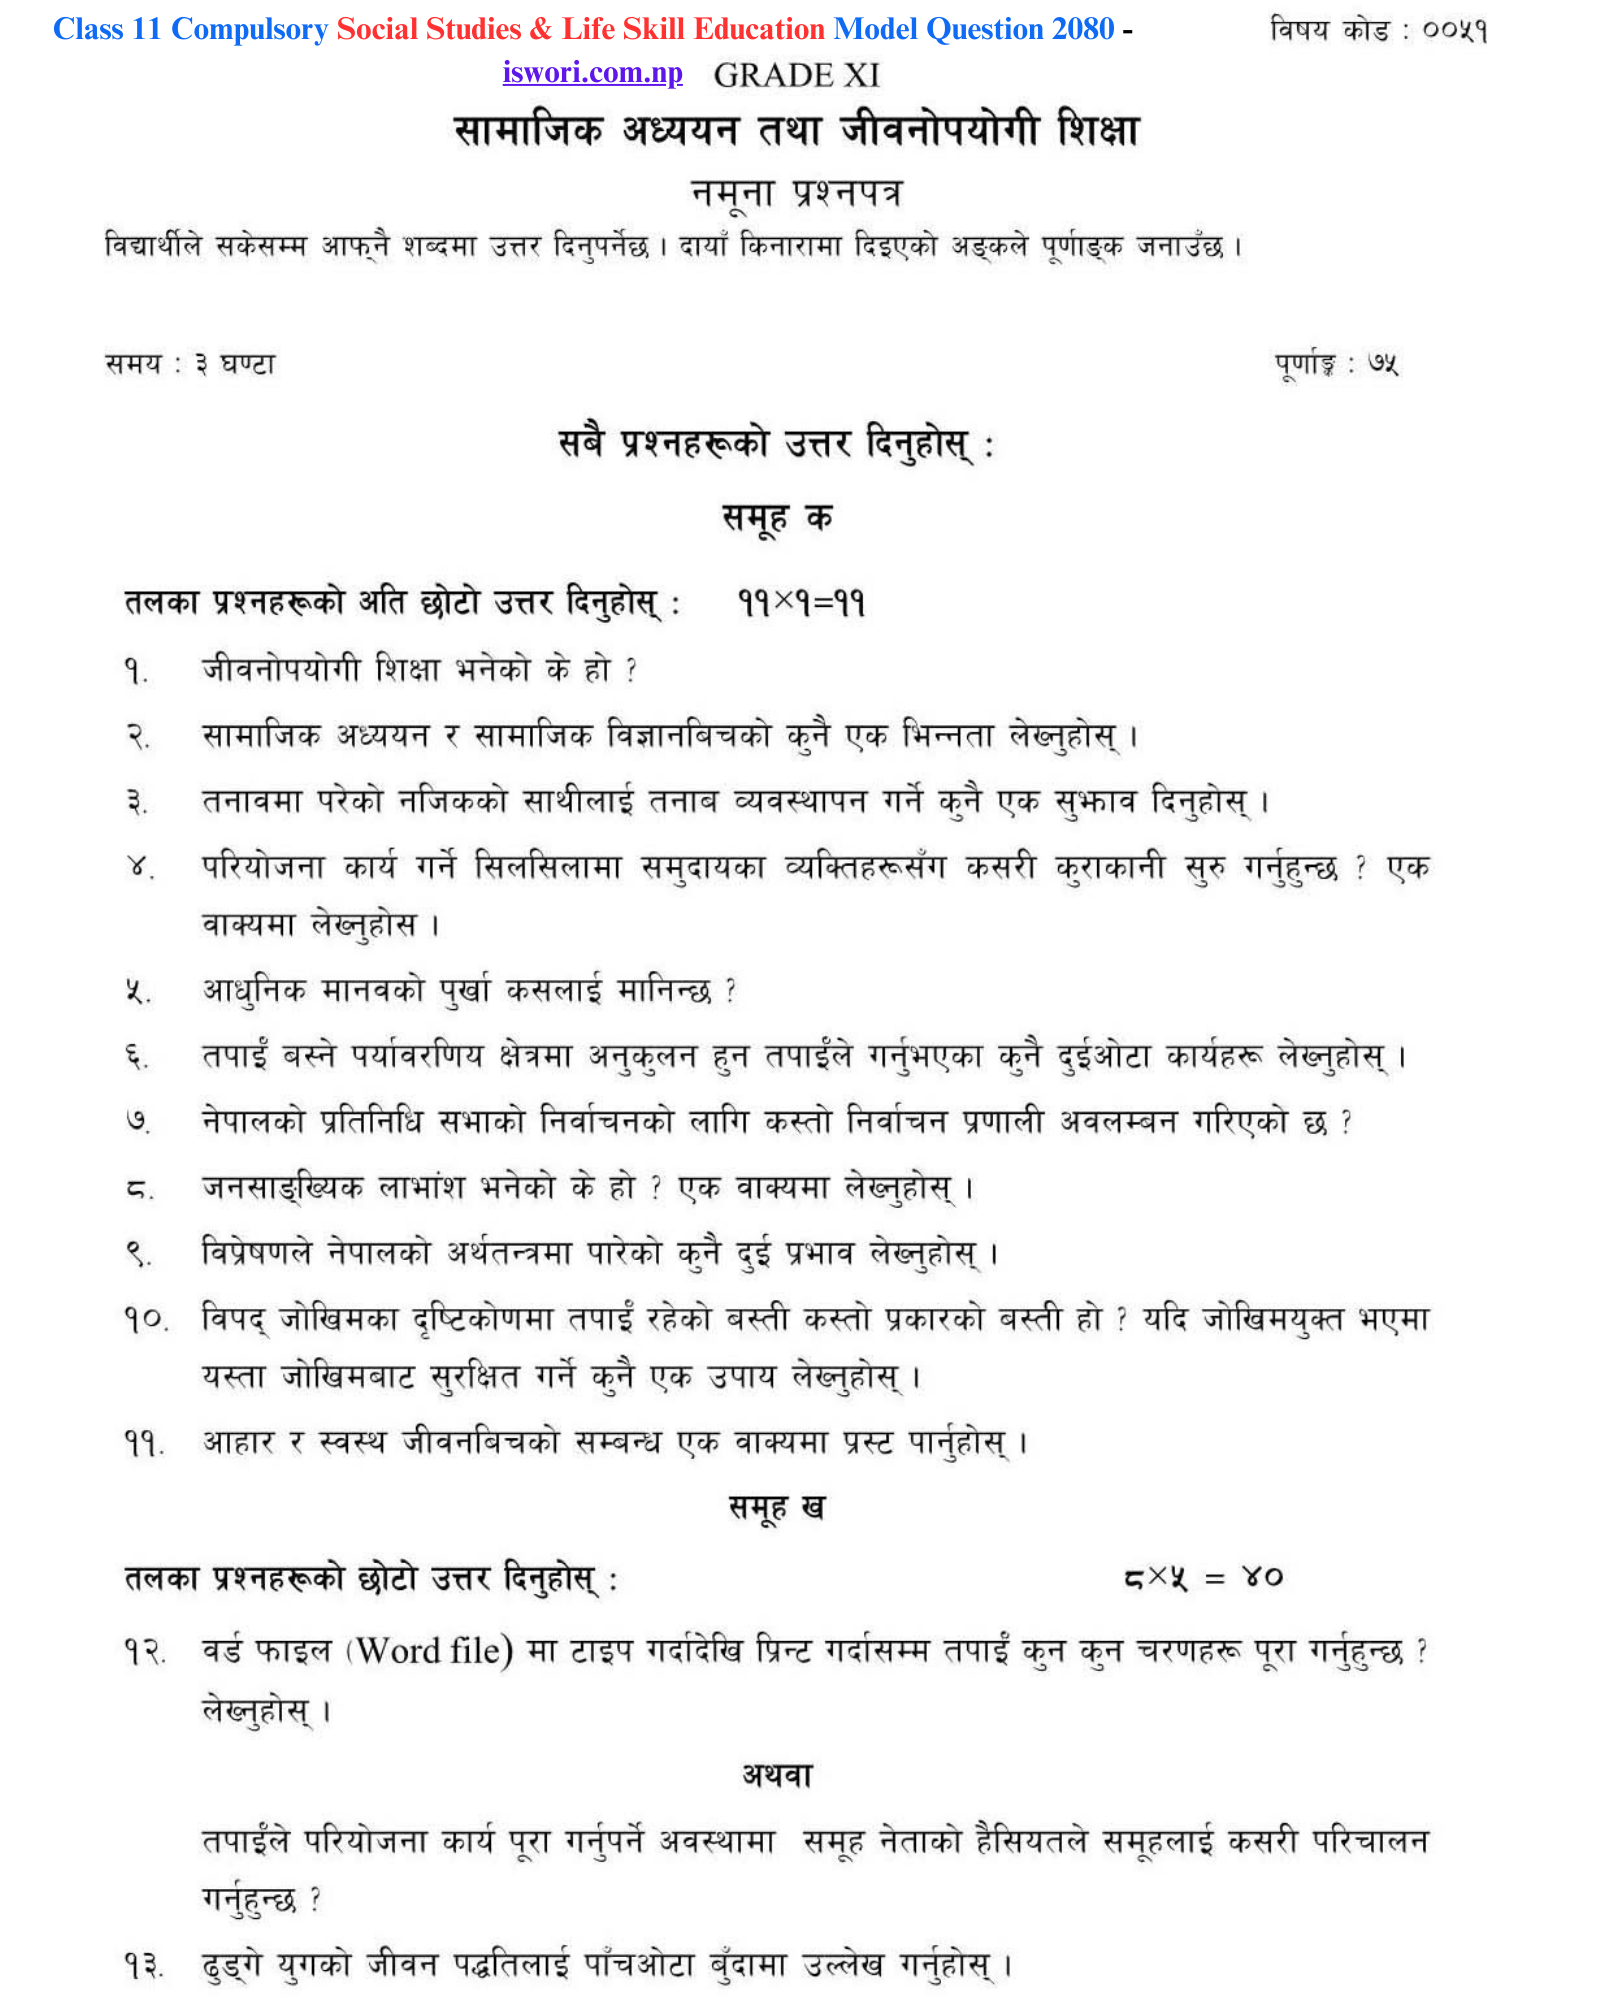 Class 11 Compulsory Social Studies & Life Skill Education Model Question 2080 -
विषय कोड : ००५१
iswori.com.np GRADE XI
सामाजिक अध्ययन तथा जीवनोपयोगी शिक्षा
नमूना प्रश्नपत्र
विद्यार्थीले सकेसम्म आफ्‌नै शब्दमा उत्तर दिनुपर्नेछ । दायाँ किनारामा दिइएको अङ्कले पूर्णाङ्क जनाउँछ ।
समय : ३ घण्टा पूर्णाङ्क : ७५
सबै प्रश्नहरूको उत्तर दिनुहोस् :
समूह क
तलका प्रश्नहरूको अति छोटो उत्तर दिनुहोस् : ११×१=११
१. जीवनोपयोगी शिक्षा भनेको के हो ?
२. सामाजिक अध्ययन र सामाजिक विज्ञानबिचको कुनै एक भिन्नता लेख्नुहोस् ।
३. तनावमा परेको नजिकको साथीलाई तनाब व्यवस्थापन गर्ने कुनै एक सुझाव दिनुहोस् ।
४. परियोजना कार्य गर्ने सिलसिलामा समुदायका व्यक्तिहरूसँग कसरी कुराकानी सुरु गर्नुहुन्छ ? एक
वाक्यमा लेख्नुहोस ।
५. आधुनिक मानवको पुर्खा कसलाई मानिन्छ ?
६. तपाईँ बस्ने पर्यावरणिय क्षेत्रमा अनुकुलन हुन तपाईँले गर्नुभएका कुनै दुईओटा कार्यहरू लेख्नुहोस् ।
७. नेपालको प्रतिनिधि सभाको निर्वाचनको लागि कस्तो निर्वाचन प्रणाली अवलम्बन गरिएको छ ?
८. जनसाङ्ख्यिक लाभांश भनेको के हो ? एक वाक्यमा लेख्नुहोस् ।
९. विप्रेषणले नेपालको अर्थतन्त्रमा पारेको कुनै दुई प्रभाव लेख्नुहोस् ।
१०. विपद् जोखिमका दृष्टिकोणमा तपाईँ रहेको बस्ती कस्तो प्रकारको बस्ती हो ? यदि जोखिमयुक्त भएमा
यस्ता जोखिमबाट सुरक्षित गर्ने कुनै एक उपाय लेख्नुहोस् ।
११. आहार र स्वस्थ जीवनबिचको सम्बन्ध एक वाक्यमा प्रस्ट पार्नुहोस् ।
समूह ख
तलका प्रश्नहरूको छोटो उत्तर दिनुहोस् : ८×५ = ४०
१२. वर्ड फाइल (Word file) मा टाइप गर्दादेखि प्रिन्ट गर्दासम्म तपाईँ कुन कुन चरणहरू पूरा गर्नुहुन्छ ?
लेख्नुहोस् ।
अथवा
तपाईँले परियोजना कार्य पूरा गर्नुपर्ने अवस्थामा समूह नेताको हैसियतले समूहलाई कसरी परिचालन
गर्नुहुन्छ ?
१३. ढुङ्गे युगको जीवन पद्धतिलाई पाँचओटा बुँदामा उल्लेख गर्नुहोस् ।